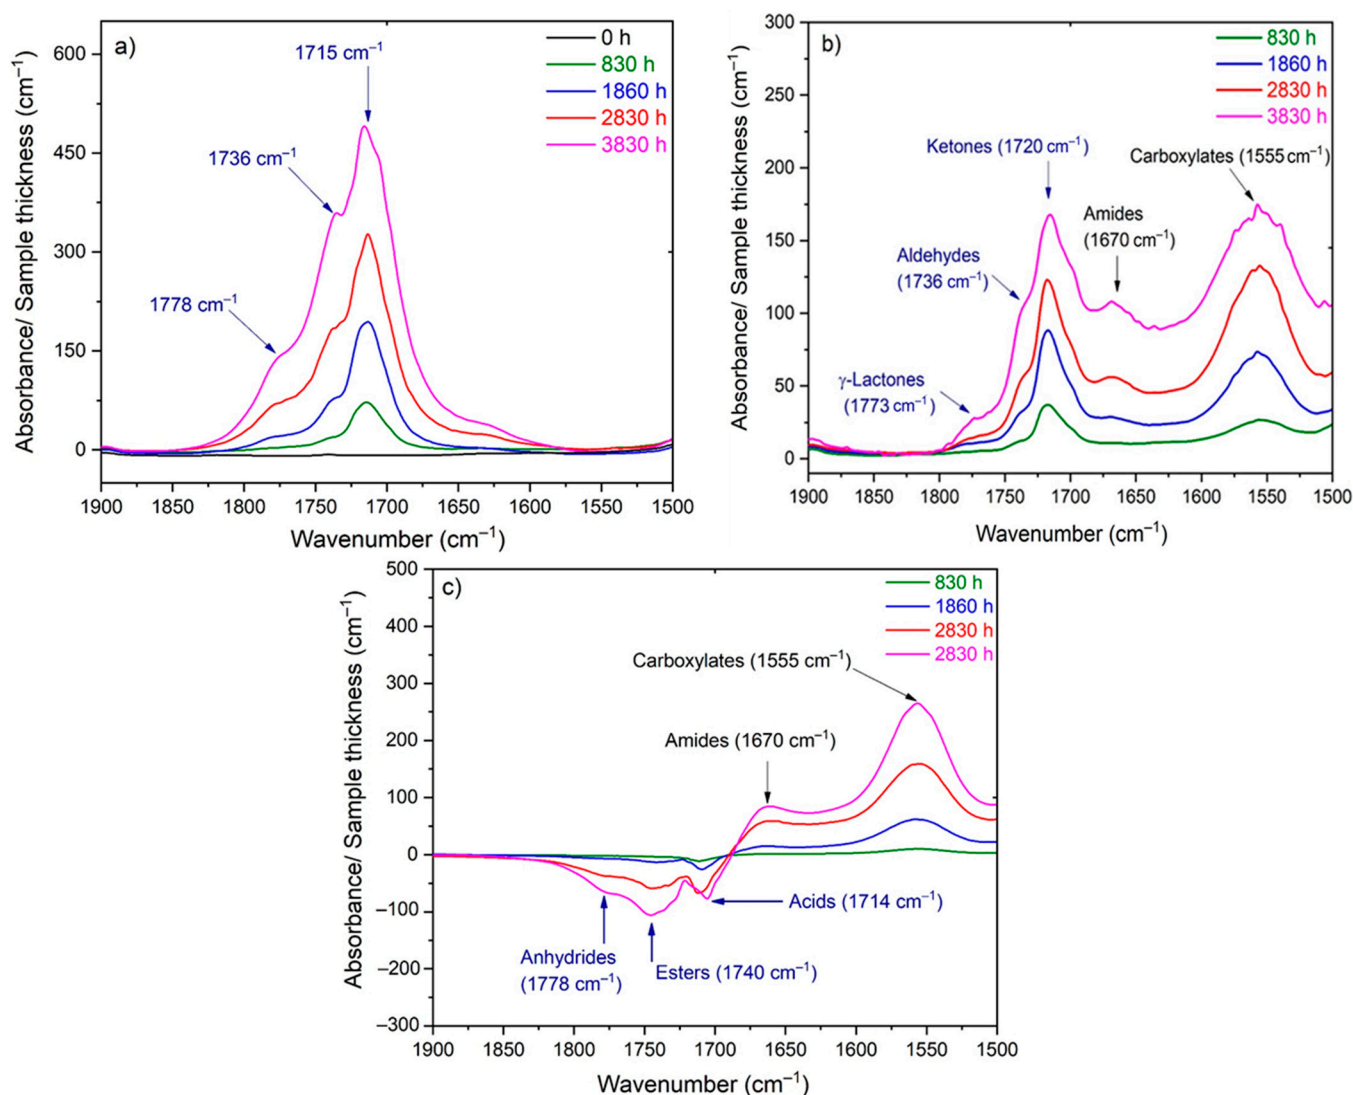 a)
0 h
830 h
1860 h
2830 h
3830 h
1715 cm⁻¹
1736 cm⁻¹
1778 cm⁻¹
600
450
300
150
0
1900 1850 1800 1750 1700 1650 1600 1550 1500
Wavenumber (cm⁻¹)
Absorbance/ Sample thickness (cm⁻¹)
b)
830 h
1860 h
2830 h
3830 h
Ketones (1720 cm⁻¹)
Carboxylates (1555 cm⁻¹)
Amides
(1670 cm⁻¹)
Aldehydes
(1736 cm⁻¹)
γ-Lactones
(1773 cm⁻¹)
300
250
200
150
100
50
0
1900 1850 1800 1750 1700 1650 1600 1550 1500
Wavenumber (cm⁻¹)
Absorbance/ Sample thickness (cm⁻¹)
c)
830 h
1860 h
2830 h
2830 h
Carboxylates (1555 cm⁻¹)
Amides (1670 cm⁻¹)
Acids (1714 cm⁻¹)
Anhydrides
(1778 cm⁻¹)
Esters (1740 cm⁻¹)
500
400
300
200
100
0
−100
−200
−300
1900 1850 1800 1750 1700 1650 1600 1550 1500
Wavenumber (cm⁻¹)
Absorbance/ Sample thickness (cm⁻¹)